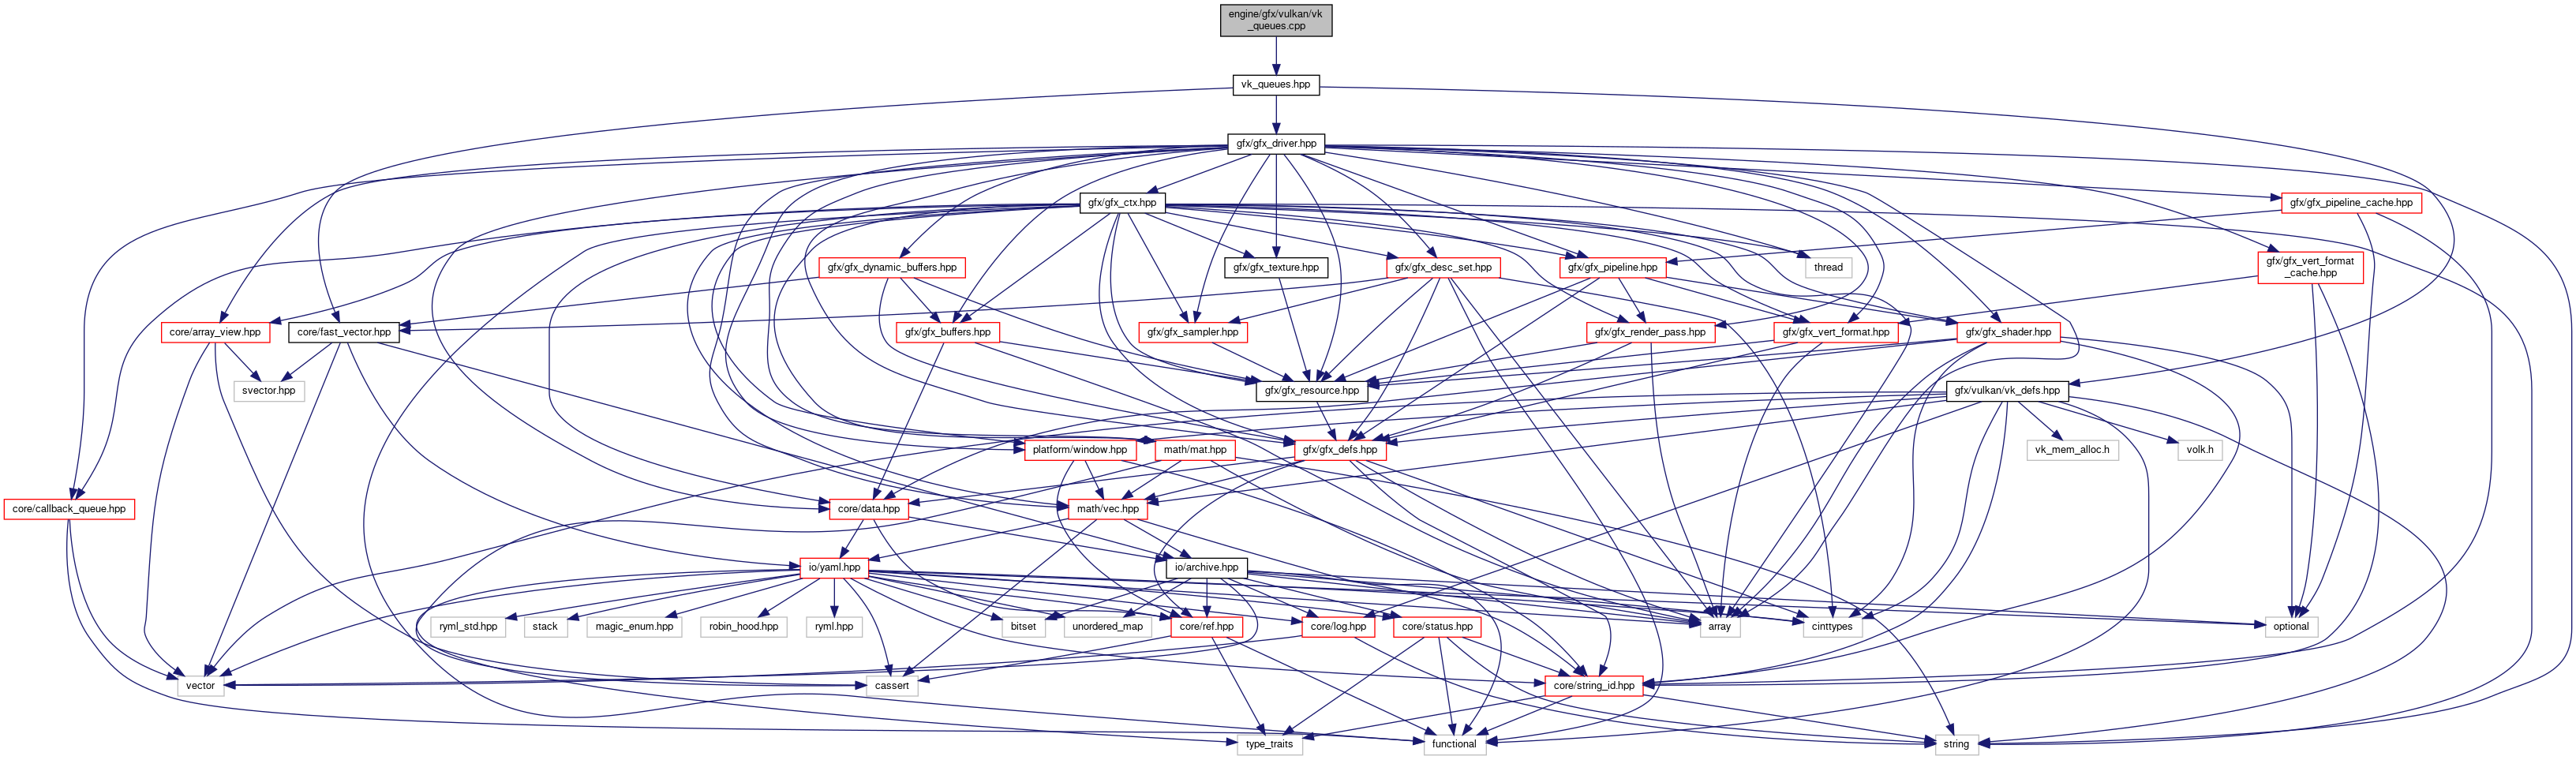 engine/gfx/vulkan/vk
_queues.cpp
vk_queues.hpp
gfx/gfx_driver.hpp
gfx/gfx_ctx.hpp
gfx/gfx_pipeline_cache.hpp
gfx/gfx_dynamic_buffers.hpp
gfx/gfx_texture.hpp
gfx/gfx_desc_set.hpp
gfx/gfx_pipeline.hpp
thread
gfx/gfx_vert_format
_cache.hpp
core/array_view.hpp
core/fast_vector.hpp
gfx/gfx_buffers.hpp
gfx/gfx_sampler.hpp
gfx/gfx_render_pass.hpp
gfx/gfx_vert_format.hpp
gfx/gfx_shader.hpp
svector.hpp
gfx/gfx_resource.hpp
gfx/vulkan/vk_defs.hpp
platform/window.hpp
math/mat.hpp
gfx/gfx_defs.hpp
vk_mem_alloc.h
volk.h
core/callback_queue.hpp
core/data.hpp
math/vec.hpp
io/yaml.hpp
io/archive.hpp
ryml_std.hpp
stack
magic_enum.hpp
robin_hood.hpp
ryml.hpp
bitset
unordered_map
core/ref.hpp
core/log.hpp
core/status.hpp
array
cinttypes
optional
vector
cassert
core/string_id.hpp
type_traits
functional
string